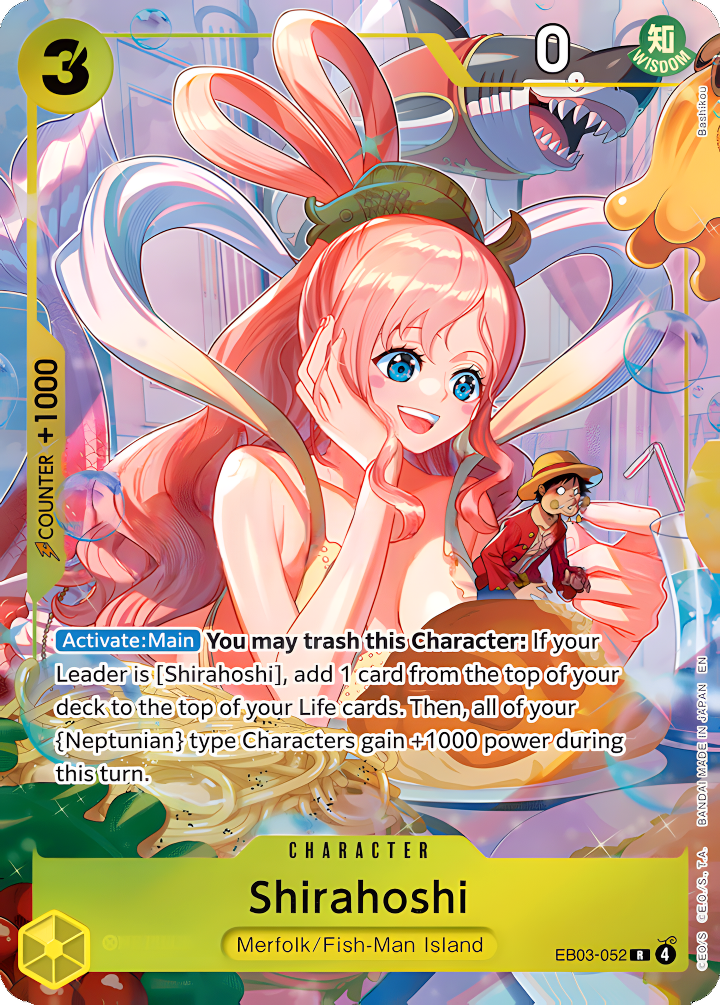 3
0
知
WISDOM
Bashikou
COUNTER +1000
Activate:Main You may trash this Character: If your
Leader is [Shirahoshi], add 1 card from the top of your
deck to the top of your Life cards. Then, all of your
{Neptunian} type Characters gain +1000 power during
this turn.
BANDAI MADE IN JAPAN EN
©E.O./S. ©E.O./S., T.A.
CHARACTER
Shirahoshi
Merfolk/Fish-Man Island
EB03-052 R 4